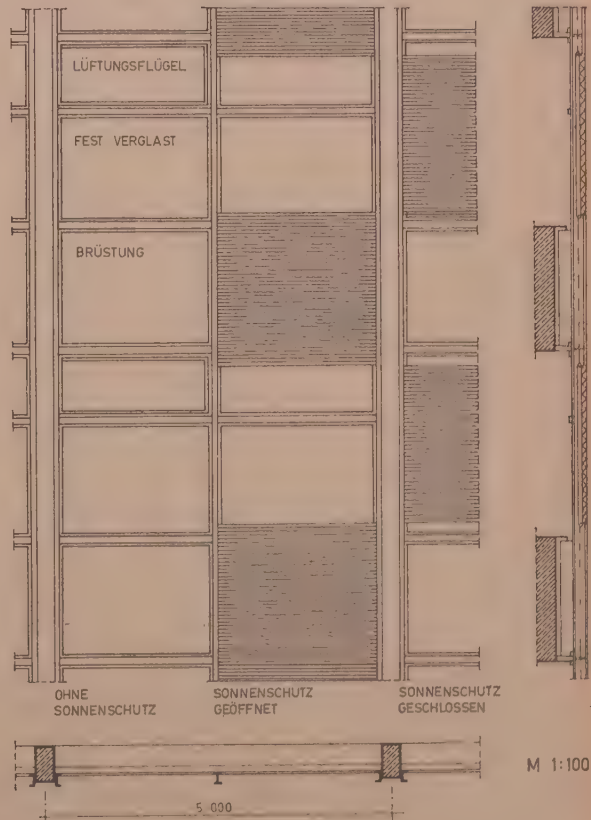 LÜFTUNGSFLÜGEL
FEST VERGLAST
BRÜSTUNG
OHNE
SONNENSCHUTZ
SONNENSCHUTZ
GEÖFFNET
SONNENSCHUTZ
GESCHLOSSEN
M 1:100
5 000